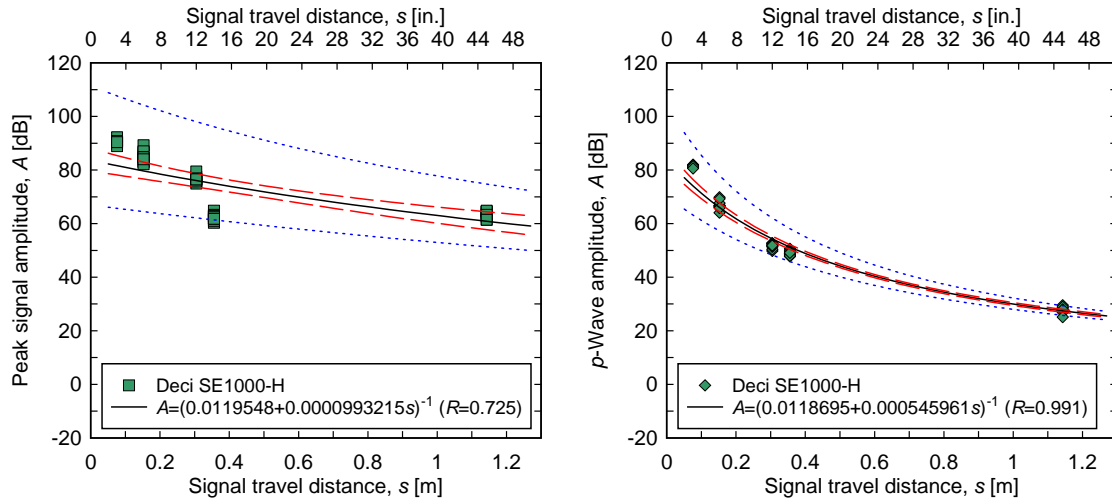 Signal travel distance, s [in.]
0 4 8 12 16 20 24 28 32 36 40 44 48
120
100
80
60
40
20
0
-20
Peak signal amplitude, A [dB]
Deci SE1000-H
A=(0.0119548+0.0000993215s)-1 (R=0.725)
0 0.2 0.4 0.6 0.8 1 1.2
Signal travel distance, s [m]
Signal travel distance, s [in.]
0 4 8 12 16 20 24 28 32 36 40 44 48
120
100
80
60
40
20
0
-20
p-Wave amplitude, A [dB]
Deci SE1000-H
A=(0.0118695+0.000545961s)-1 (R=0.991)
0 0.2 0.4 0.6 0.8 1 1.2
Signal travel distance, s [m]